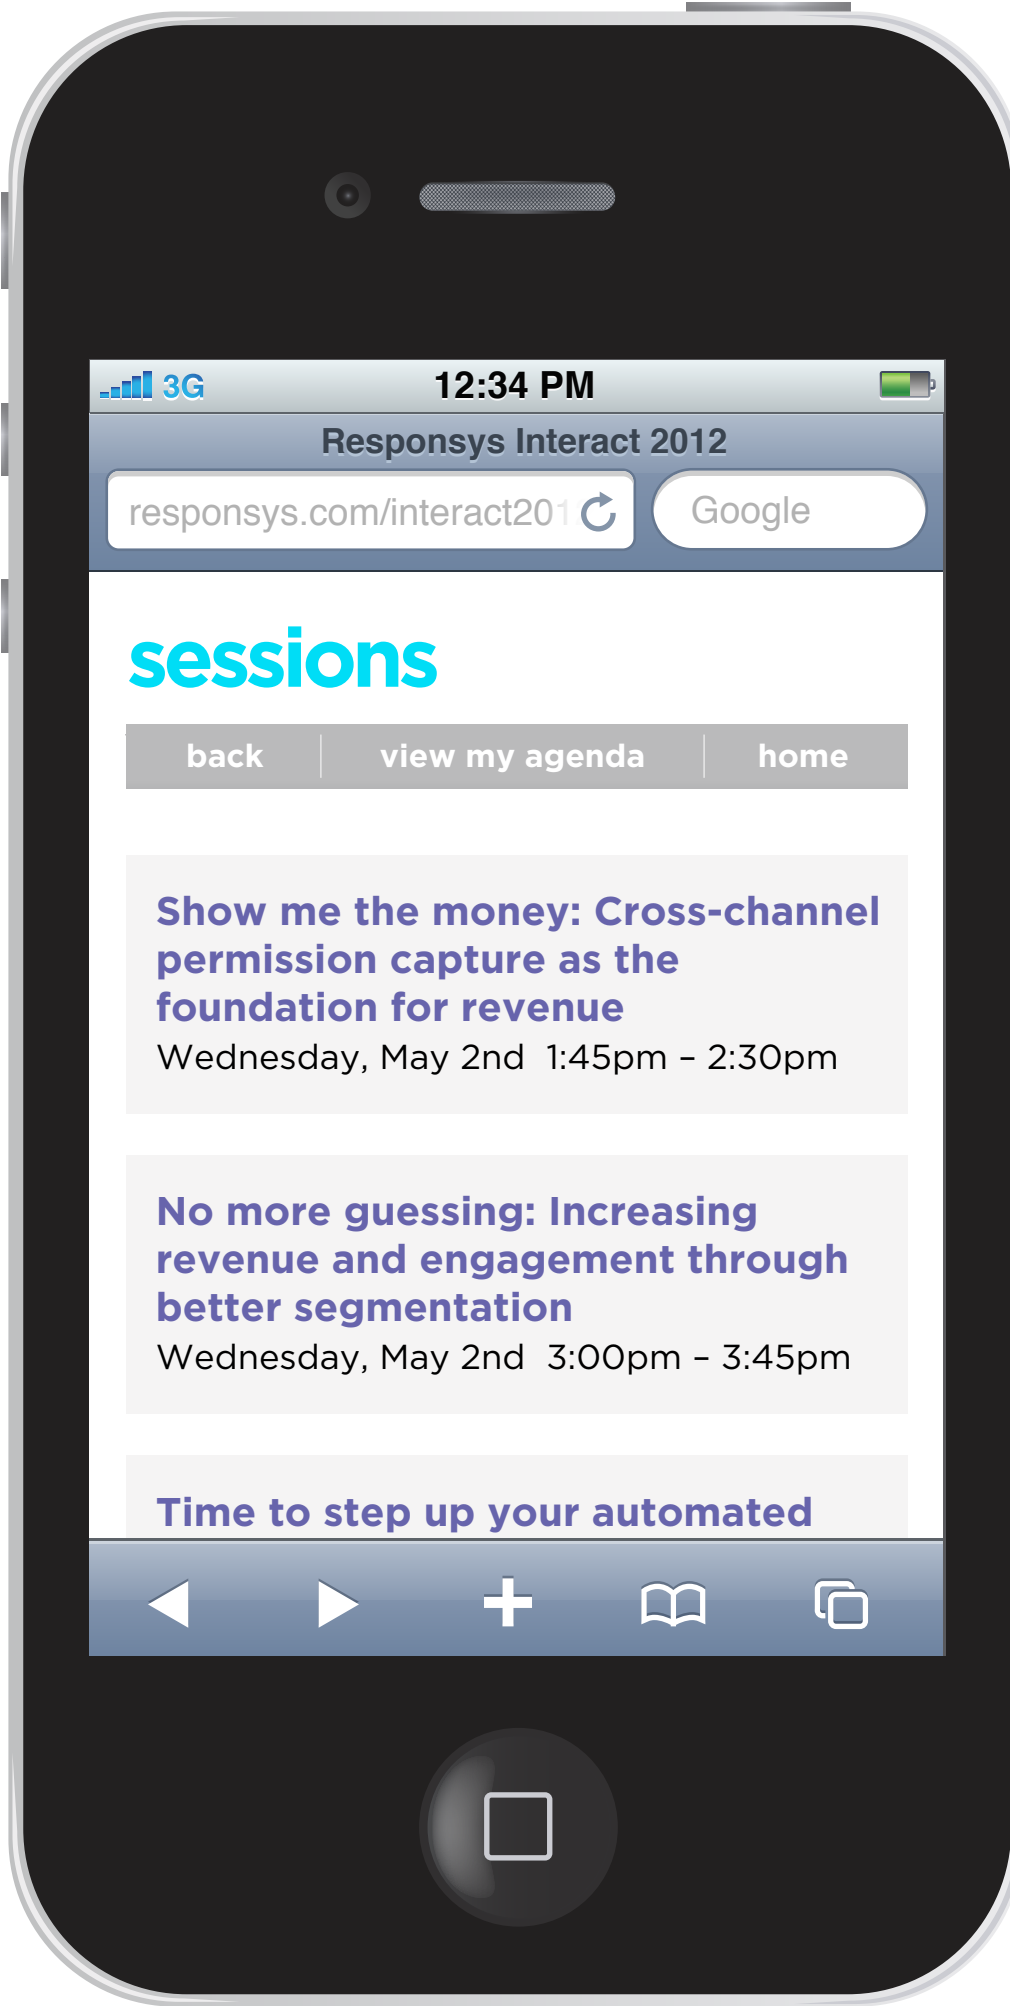 3G 12:34 PM
Responsys Interact 2012
responsys.com/interact201 Google
sessions
back view my agenda home
Show me the money: Cross-channel
permission capture as the
foundation for revenue
Wednesday, May 2nd 1:45pm – 2:30pm
No more guessing: Increasing
revenue and engagement through
better segmentation
Wednesday, May 2nd 3:00pm – 3:45pm
Time to step up your automated